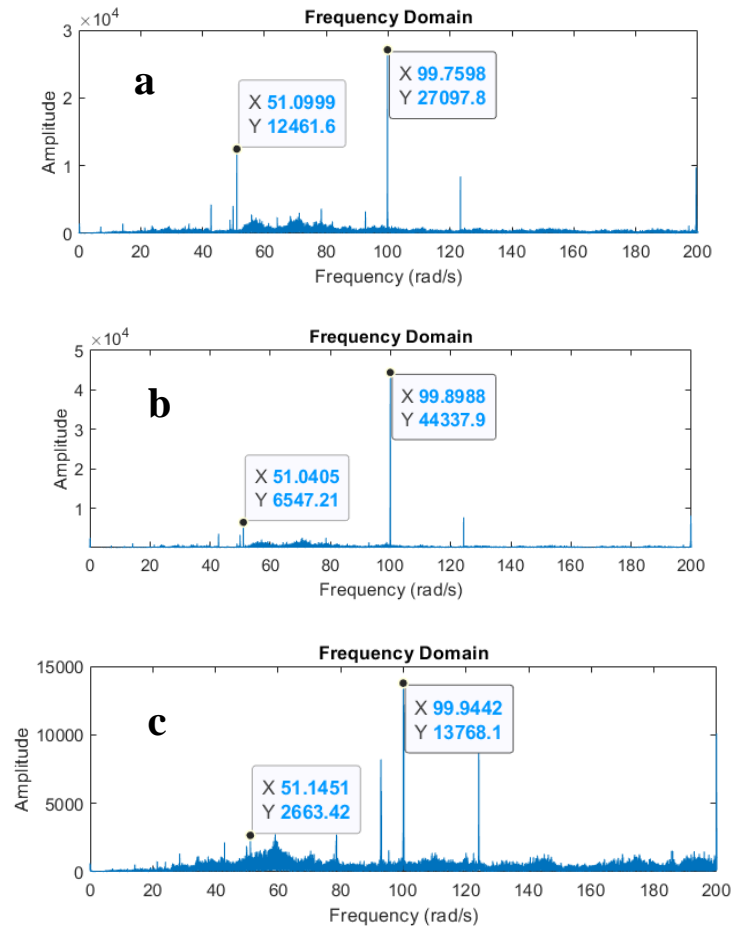 Frequency Domain
×10⁴
3
2
1
0
Amplitude
a
X 51.0999
Y 12461.6
X 99.7598
Y 27097.8
0 20 40 60 80 100 120 140 160 180 200
Frequency (rad/s)
Frequency Domain
×10⁴
5
4
3
2
1
Amplitude
b
X 51.0405
Y 6547.21
X 99.8988
Y 44337.9
0 20 40 60 80 100 120 140 160 180 200
Frequency (rad/s)
Frequency Domain
15000
10000
5000
0
Amplitude
c
X 51.1451
Y 2663.42
X 99.9442
Y 13768.1
0 20 40 60 80 100 120 140 160 180 200
Frequency (rad/s)